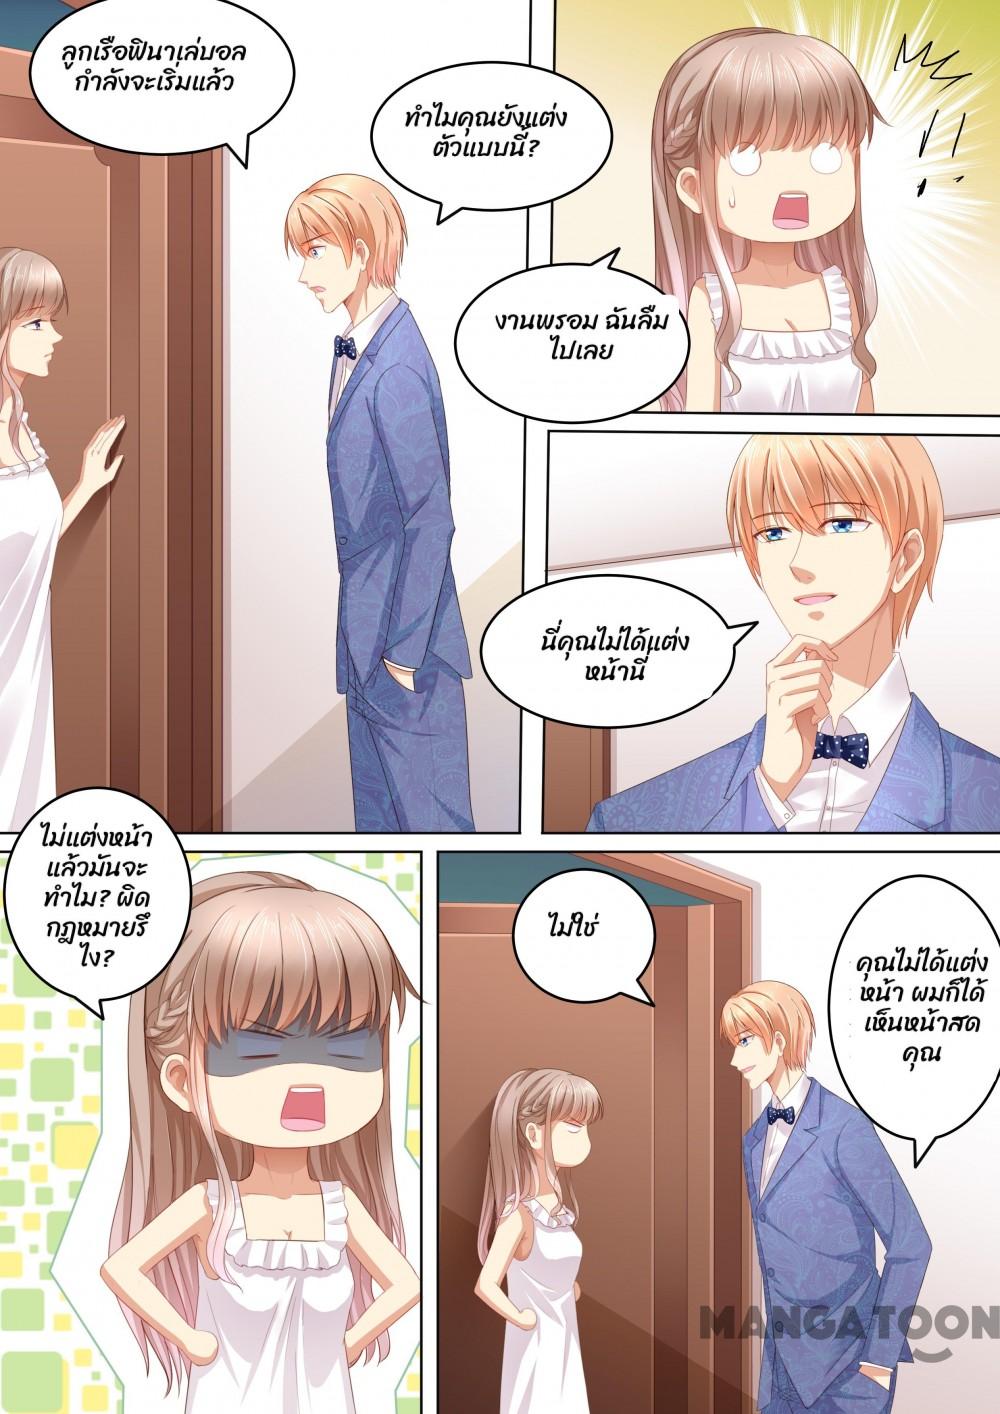 ลูกเรือฟินาเล่บอล
กำลังจะเริ่มแล้ว
ทำไมคุณยังแต่ง
ตัวแบบนี้?
งานพรอม ฉันลืม
ไปเลย
นี่คุณไม่ได้แต่ง
หน้านี่
ไม่แต่งหน้า
แล้วมันจะ
ทำไม? ผิด
กฎหมายรึ
ไง?
ไม่ใช่
คุณไม่ได้แต่ง
หน้า ผมก็ได้
เห็นหน้าสด
คุณ
MANGATOON